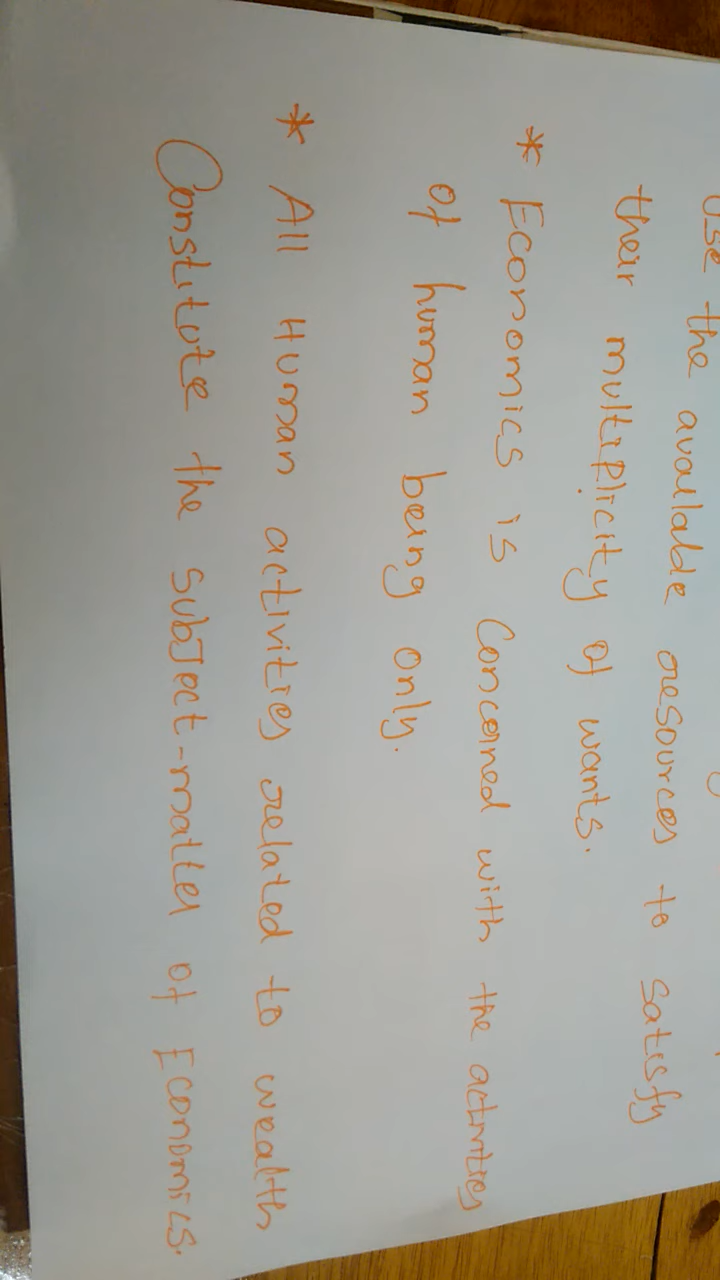 use the available resources to satisfy
their multiplicity of wants.
* Economics is Concerned with the activities
of human being only.
* All Human activities related to wealth
Constitute the subject-matter of Economics.